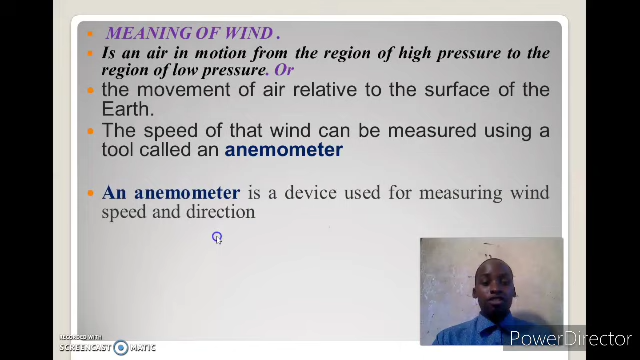 MEANING OF WIND .
Is an air in motion from the region of high pressure to the
region of low pressure. Or
the movement of air relative to the surface of the
Earth.
The speed of that wind can be measured using a
tool called an anemometer
An anemometer is a device used for measuring wind
speed and direction
RECORDED WITH
SCREENCAST MATIC
PowerDirector